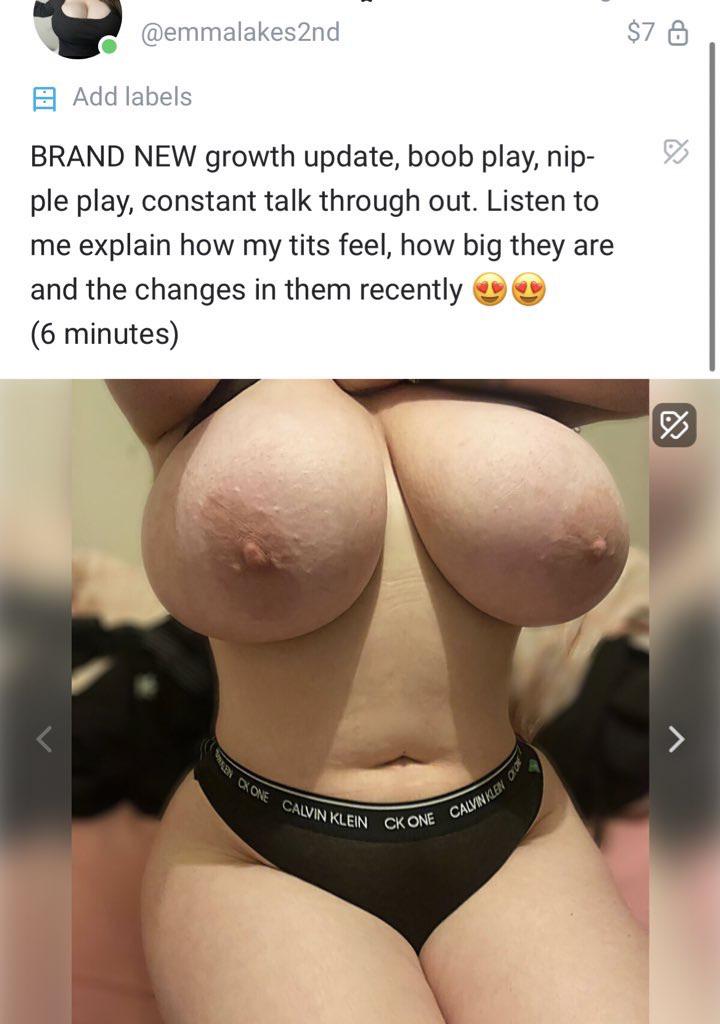 @emmalakes2nd $7
Add labels
BRAND NEW growth update, boob play, nip-
ple play, constant talk through out. Listen to
me explain how my tits feel, how big they are
and the changes in them recently 😍😍
(6 minutes)
CK ONE CALVIN KLEIN CK ONE CALVIN KLEIN